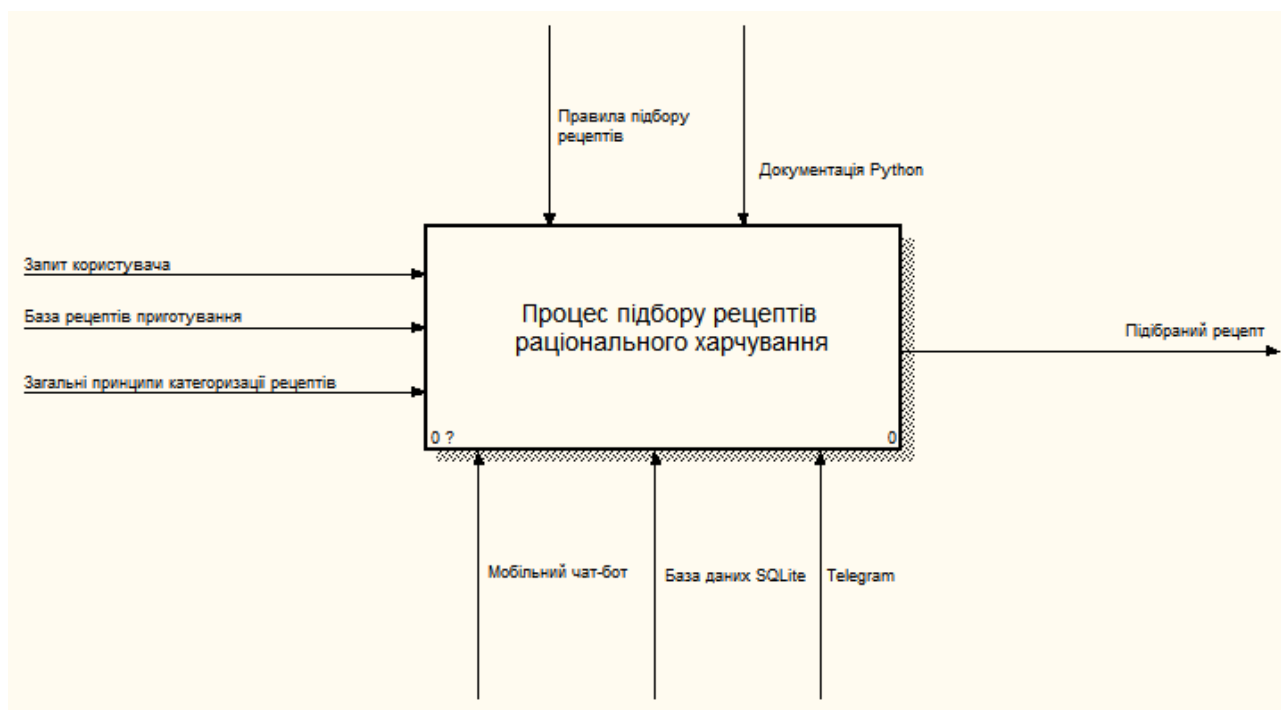 Правила підбору
рецептів
Документація Python
Запит користувача
База рецептів приготування
Загальні принципи категоризації рецептів
Процес підбору рецептів
раціонального харчування
0 ?
0
Підібраний рецепт
Мобільний чат-бот
База даних SQLite
Telegram